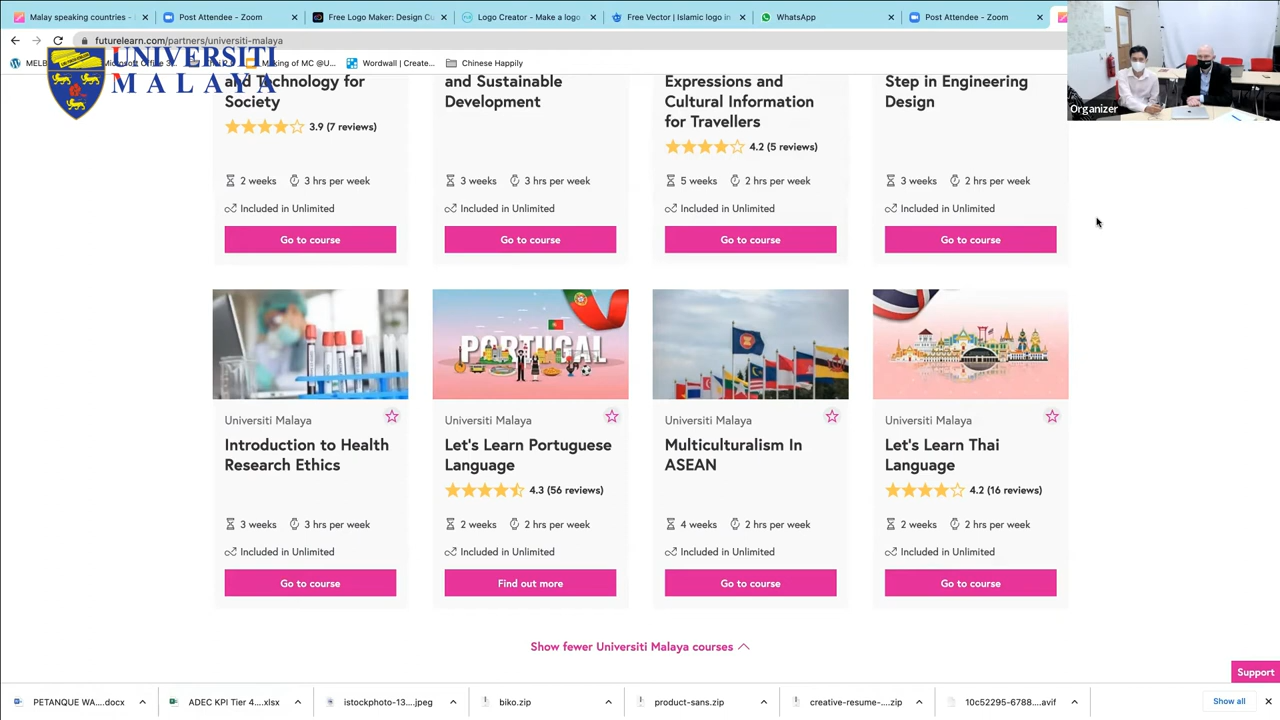 Malay speaking countries -
Post Attendee - Zoom
Free Logo Maker: Design Cu
Logo Creator - Make a logo
Free Vector | Islamic logo in
WhatsApp
Post Attendee - Zoom
futurelearn.com/partners/universiti-malaya
UNIVERSITI
MALAYA
Making of MC @U...
Wordwall | Create...
Chinese Happily
Organizer
and Technology for
Society
3.9 (7 reviews)
2 weeks 3 hrs per week
Included in Unlimited
Go to course
and Sustainable
Development
3 weeks 3 hrs per week
Included in Unlimited
Go to course
Expressions and
Cultural Information
for Travellers
4.2 (5 reviews)
5 weeks 2 hrs per week
Included in Unlimited
Go to course
Step in Engineering
Design
3 weeks 2 hrs per week
Included in Unlimited
Go to course
Universiti Malaya
Introduction to Health
Research Ethics
3 weeks 3 hrs per week
Included in Unlimited
Go to course
PORTUGAL
Universiti Malaya
Let's Learn Portuguese
Language
4.3 (56 reviews)
2 weeks 2 hrs per week
Included in Unlimited
Find out more
Universiti Malaya
Multiculturalism In
ASEAN
4 weeks 2 hrs per week
Included in Unlimited
Go to course
Universiti Malaya
Let's Learn Thai
Language
4.2 (16 reviews)
2 weeks 2 hrs per week
Included in Unlimited
Go to course
Show fewer Universiti Malaya courses
Support
PETANQUE WA....docx
ADEC KPI Tier 4....xlsx
istockphoto-13....jpeg
biko.zip
product-sans.zip
creative-resume-....zip
10c52295-6788....avif
Show all